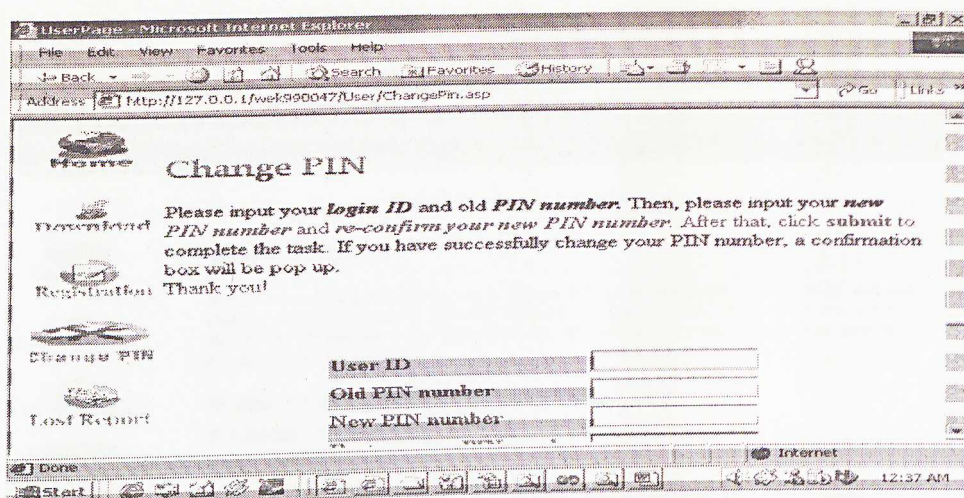 UserPage - Microsoft Internet Explorer
File Edit View Favorites Tools Help
Back Search Favorites History
Address http://127.0.0.1/wek990047/User/ChangePin.asp Go Links »
Home
Change PIN
Download
Please input your login ID and old PIN number. Then, please input your new
PIN number and re-confirm your new PIN number. After that, click submit to
complete the task. If you have successfully change your PIN number, a confirmation
box will be pop up.
Registration
Thank you!
Change PIN
User ID
Old PIN number
Lost Report
New PIN number
Done Internet
Start 12:37 AM